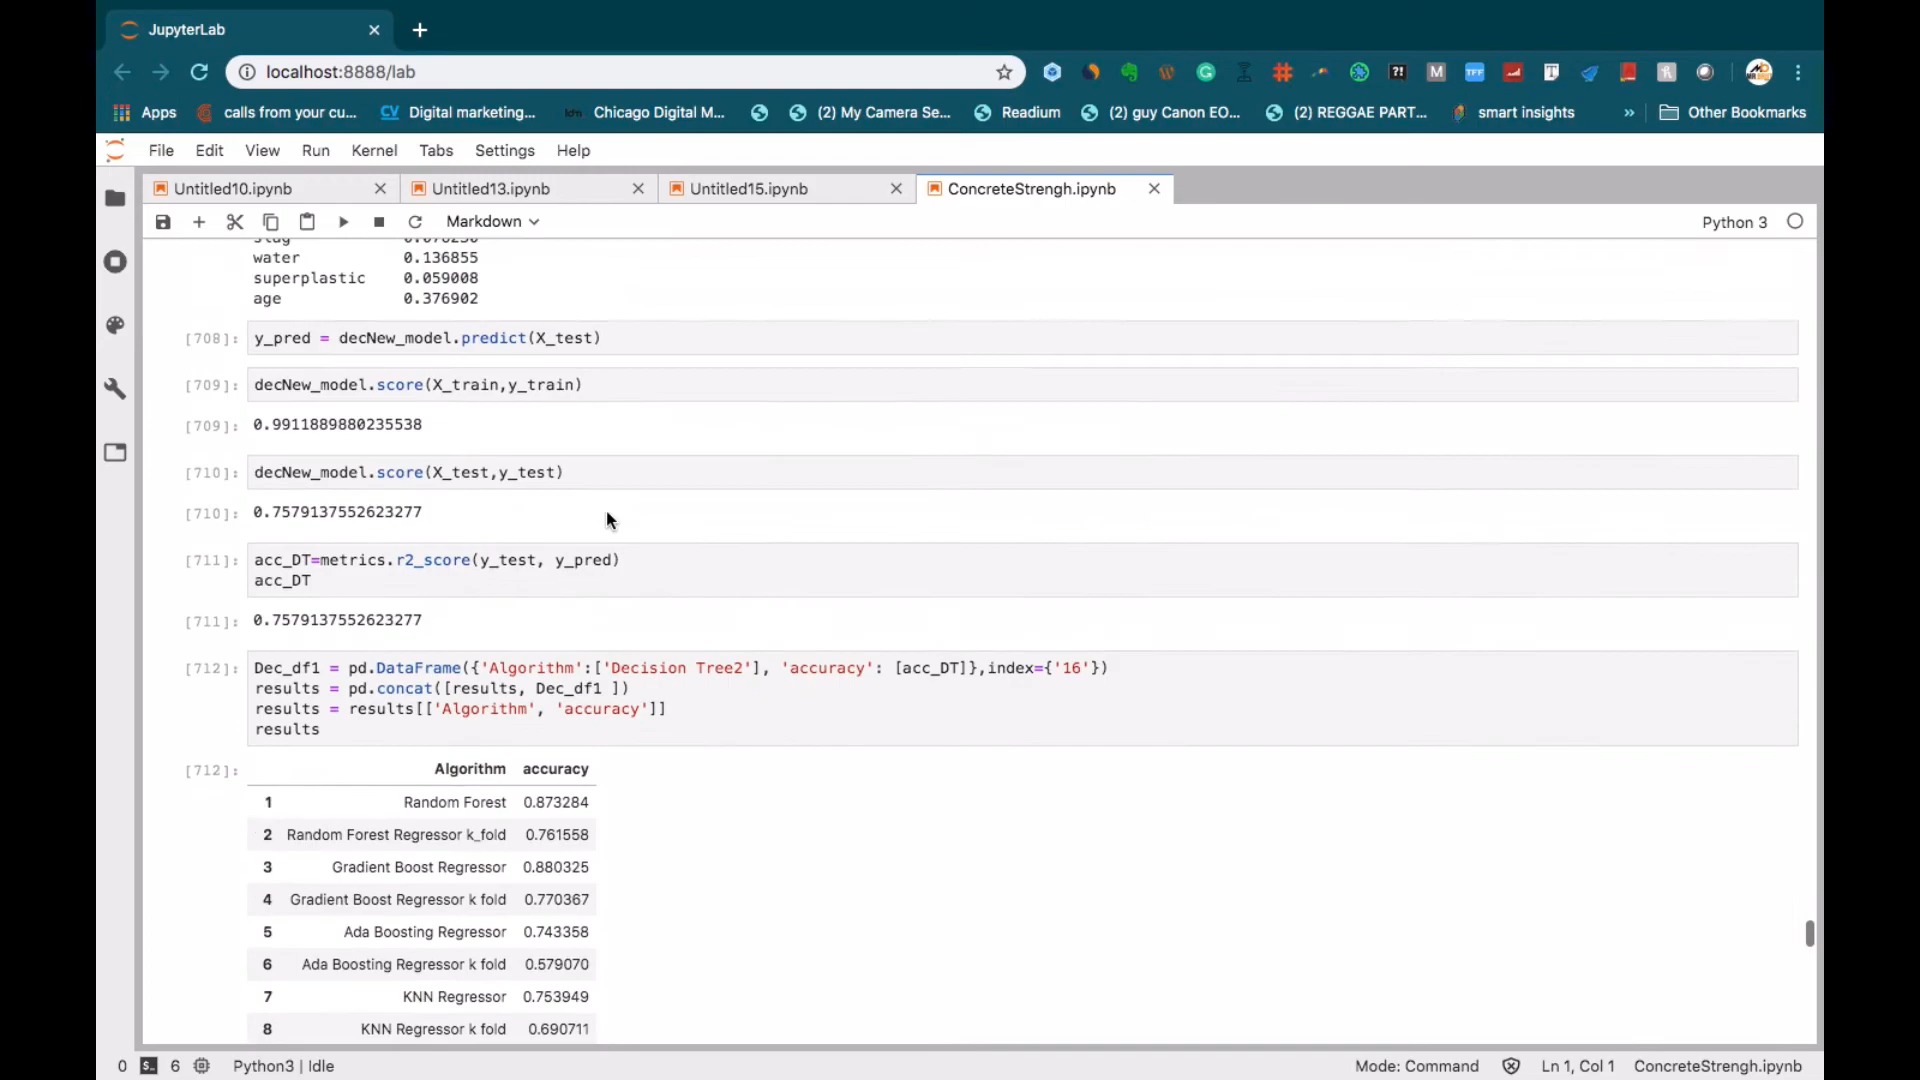 JupyterLab
localhost:8888/lab
Apps calls from your cu... CV Digital marketing... Chicago Digital M... (2) My Camera Se... Readium (2) guy Canon EO... (2) REGGAE PART... smart insights » Other Bookmarks
File Edit View Run Kernel Tabs Settings Help
Untitled10.ipynb Untitled13.ipynb Untitled15.ipynb ConcreteStrengh.ipynb
Markdown Python 3
water 0.136855
superplastic 0.059008
age 0.376902
[708]: y_pred = decNew_model.predict(X_test)
[709]: decNew_model.score(X_train,y_train)
[709]: 0.9911889880235538
[710]: decNew_model.score(X_test,y_test)
[710]: 0.7579137552623277
[711]: acc_DT=metrics.r2_score(y_test, y_pred)
acc_DT
[711]: 0.7579137552623277
[712]: Dec_df1 = pd.DataFrame({'Algorithm':['Decision Tree2'], 'accuracy': [acc_DT]},index={'16'})
results = pd.concat([results, Dec_df1 ])
results = results[['Algorithm', 'accuracy']]
results
[712]: Algorithm accuracy
1 Random Forest 0.873284
2 Random Forest Regressor k_fold 0.761558
3 Gradient Boost Regressor 0.880325
4 Gradient Boost Regressor k fold 0.770367
5 Ada Boosting Regressor 0.743358
6 Ada Boosting Regressor k fold 0.579070
7 KNN Regressor 0.753949
8 KNN Regressor k fold 0.690711
0 6 Python3 | Idle Mode: Command Ln 1, Col 1 ConcreteStrengh.ipynb